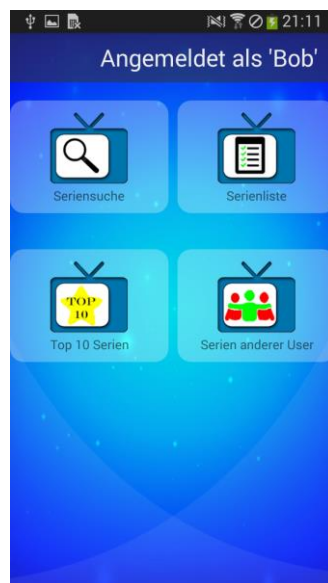 21:11
Angemeldet als 'Bob'
Seriensuche
Serienliste
TOP
10
Top 10 Serien
Serien anderer User